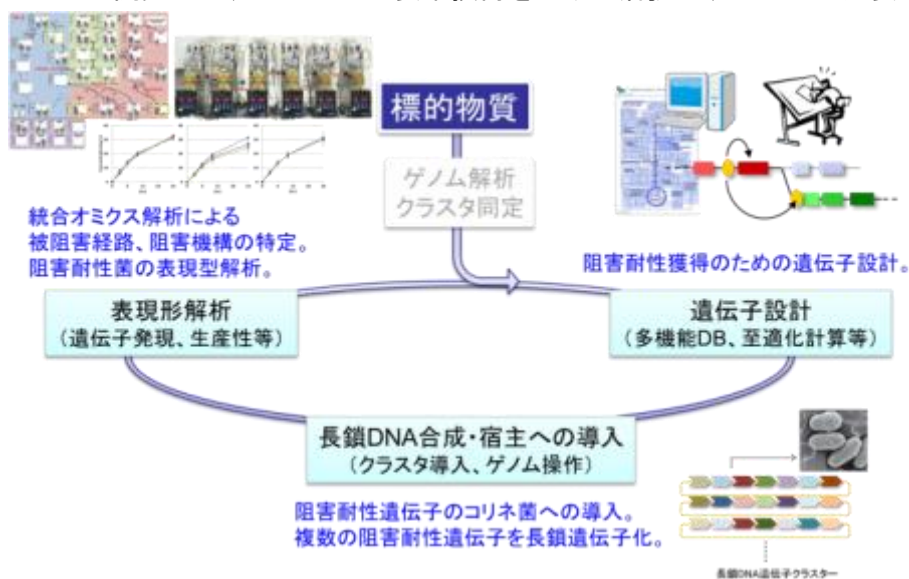 標的物質
ゲノム解析
クラスタ同定
統合オミクス解析による
被阻害経路、阻害機構の特定。
阻害耐性菌の表現型解析。
阻害耐性獲得のための遺伝子設計。
表現形解析
(遺伝子発現、生産性等)
遺伝子設計
(多機能DB、至適化計算等)
長鎖DNA合成・宿主への導入
(クラスタ導入、ゲノム操作)
阻害耐性遺伝子のコリネ菌への導入。
複数の阻害耐性遺伝子を長鎖遺伝子化。
長鎖DNA遺伝子クラスター